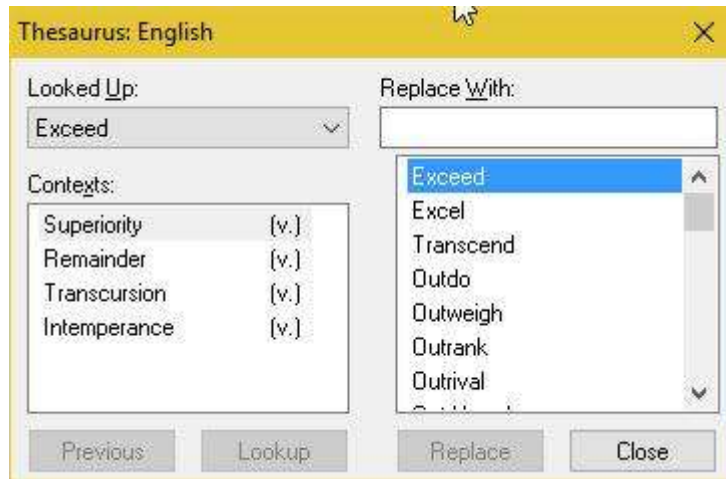 Thesaurus: English
Looked Up:
Exceed
Contexts:
Superiority (v.)
Remainder (v.)
Transcursion (v.)
Intemperance (v.)
Previous Lookup
Replace With:
Exceed
Excel
Transcend
Outdo
Outweigh
Outrank
Outrival
Replace Close